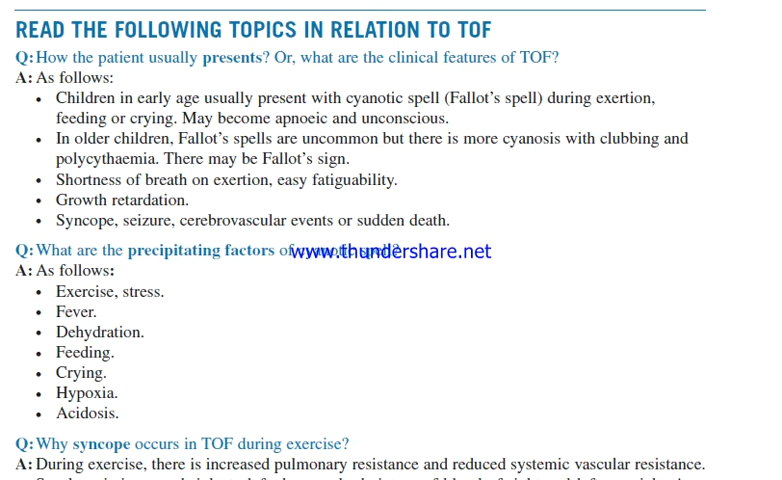 READ THE FOLLOWING TOPICS IN RELATION TO TOF
Q: How the patient usually presents? Or, what are the clinical features of TOF?
A: As follows:
• Children in early age usually present with cyanotic spell (Fallot’s spell) during exertion,
feeding or crying. May become apnoeic and unconscious.
• In older children, Fallot’s spells are uncommon but there is more cyanosis with clubbing and
polycythaemia. There may be Fallot’s sign.
• Shortness of breath on exertion, easy fatiguability.
• Growth retardation.
• Syncope, seizure, cerebrovascular events or sudden death.
Q: What are the precipitating factors of
www.thundershare.net
A: As follows:
• Exercise, stress.
• Fever.
• Dehydration.
• Feeding.
• Crying.
• Hypoxia.
• Acidosis.
Q: Why syncope occurs in TOF during exercise?
A: During exercise, there is increased pulmonary resistance and reduced systemic vascular resistance.